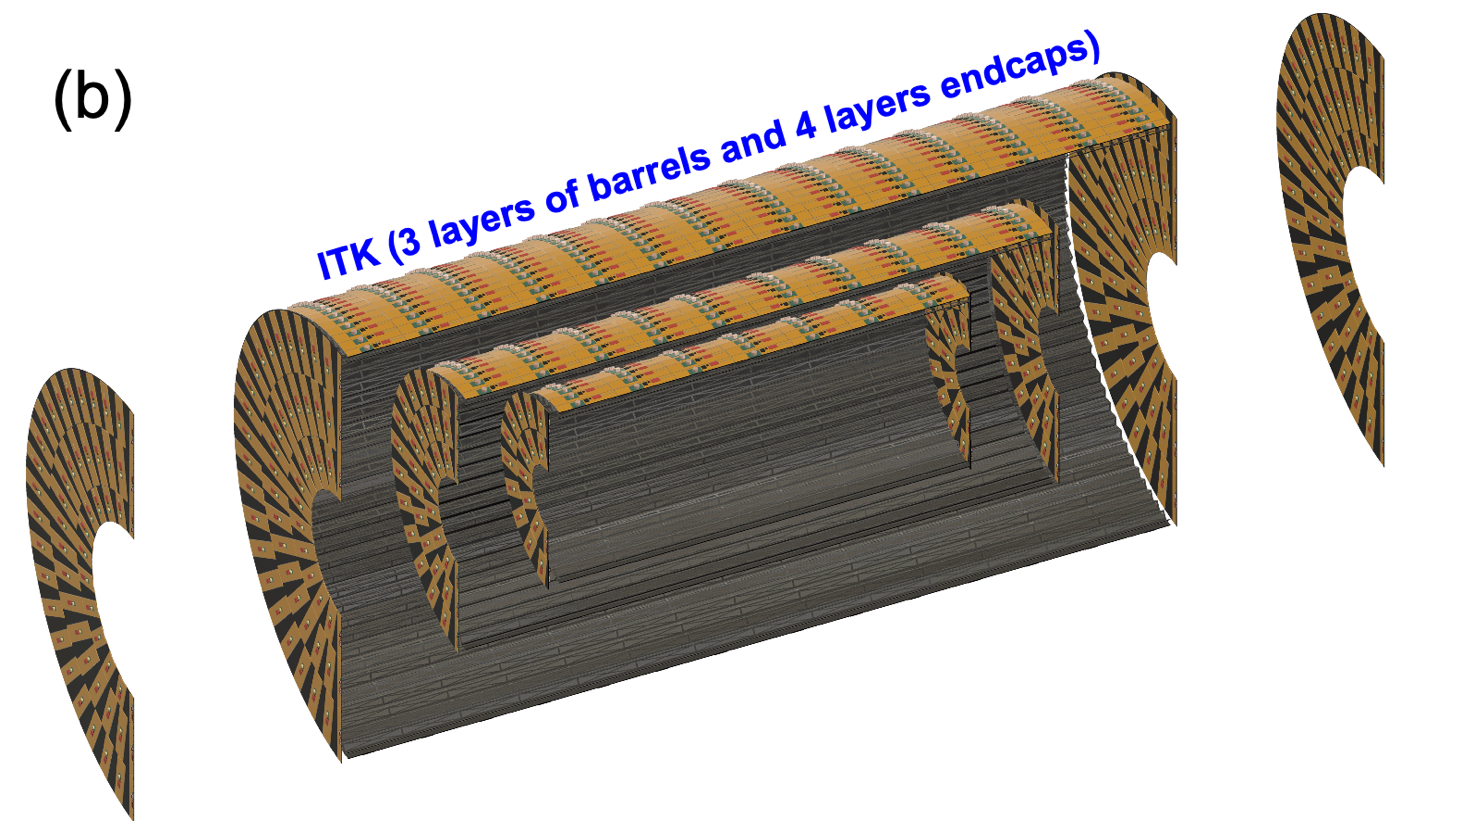 (b)
ITK (3 layers of barrels and 4 layers endcaps)